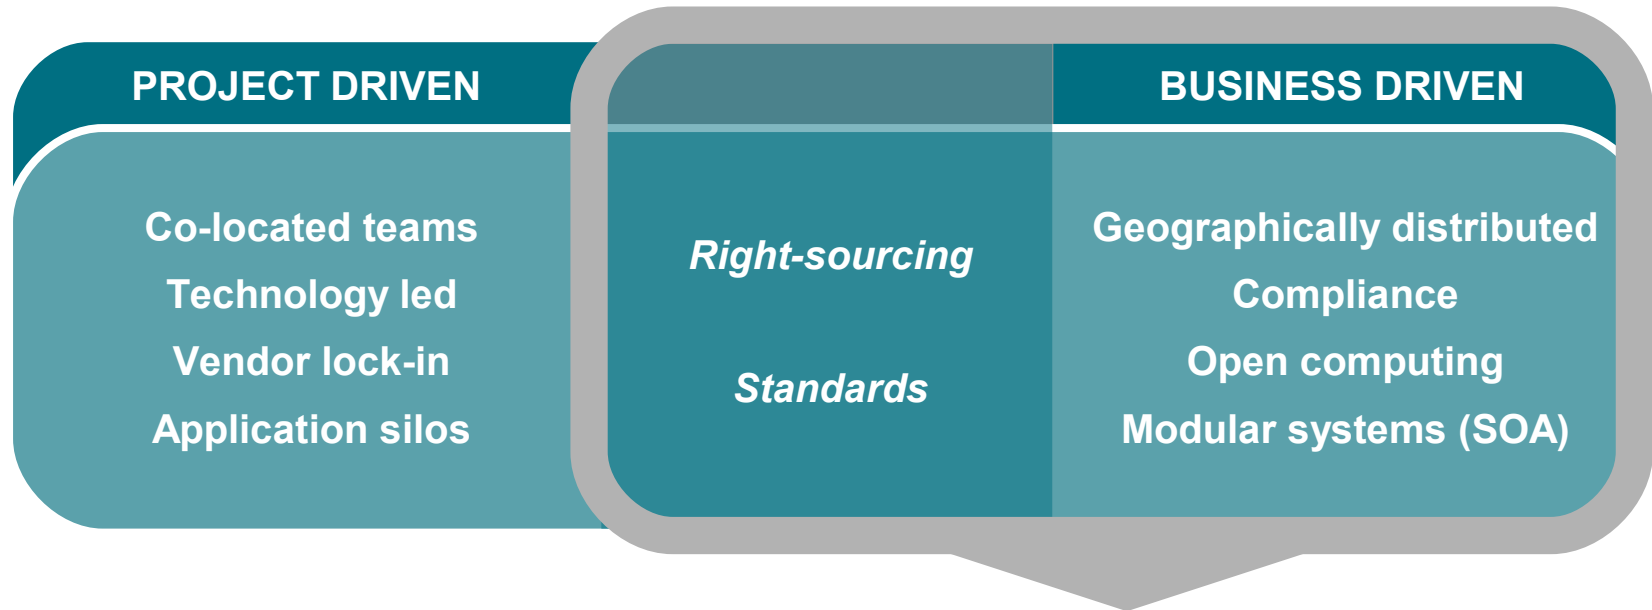 PROJECT DRIVEN
Co-located teams
Technology led
Vendor lock-in
Application silos
Right-sourcing
Standards
BUSINESS DRIVEN
Geographically distributed
Compliance
Open computing
Modular systems (SOA)